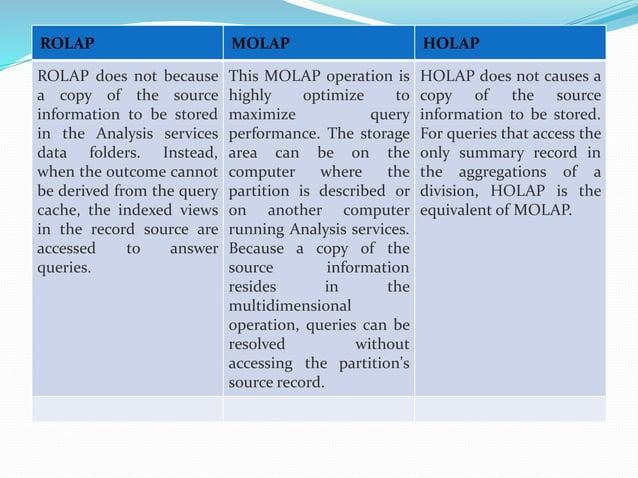 ROLAP
MOLAP
HOLAP
ROLAP does not because
a copy of the source
information to be stored
in the Analysis services
data folders. Instead,
when the outcome cannot
be derived from the query
cache, the indexed views
in the record source are
accessed to answer
queries.
This MOLAP operation is
highly optimize to
maximize query
performance. The storage
area can be on the
computer where the
partition is described or
on another computer
running Analysis services.
Because a copy of the
source information
resides in the
multidimensional
operation, queries can be
resolved without
accessing the partition's
source record.
HOLAP does not causes a
copy of the source
information to be stored.
For queries that access the
only summary record in
the aggregations of a
division, HOLAP is the
equivalent of MOLAP.